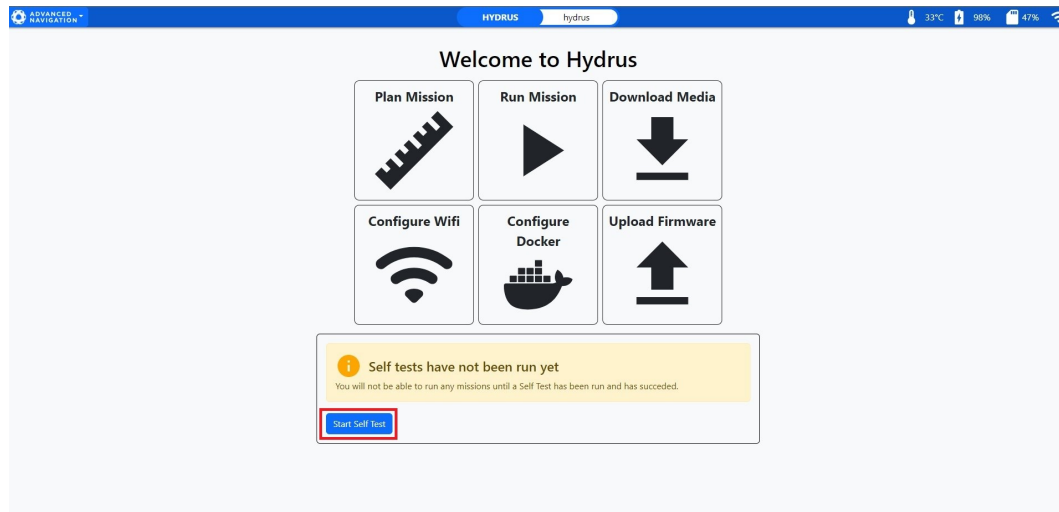 ADVANCED NAVIGATION
HYDRUS
hydrus
33°C
98%
47%
Welcome to Hydrus
Plan Mission
Run Mission
Download Media
Configure Wifi
Configure Docker
Upload Firmware
Self tests have not been run yet
You will not be able to run any missions until a Self Test has been run and has succeded.
Start Self Test